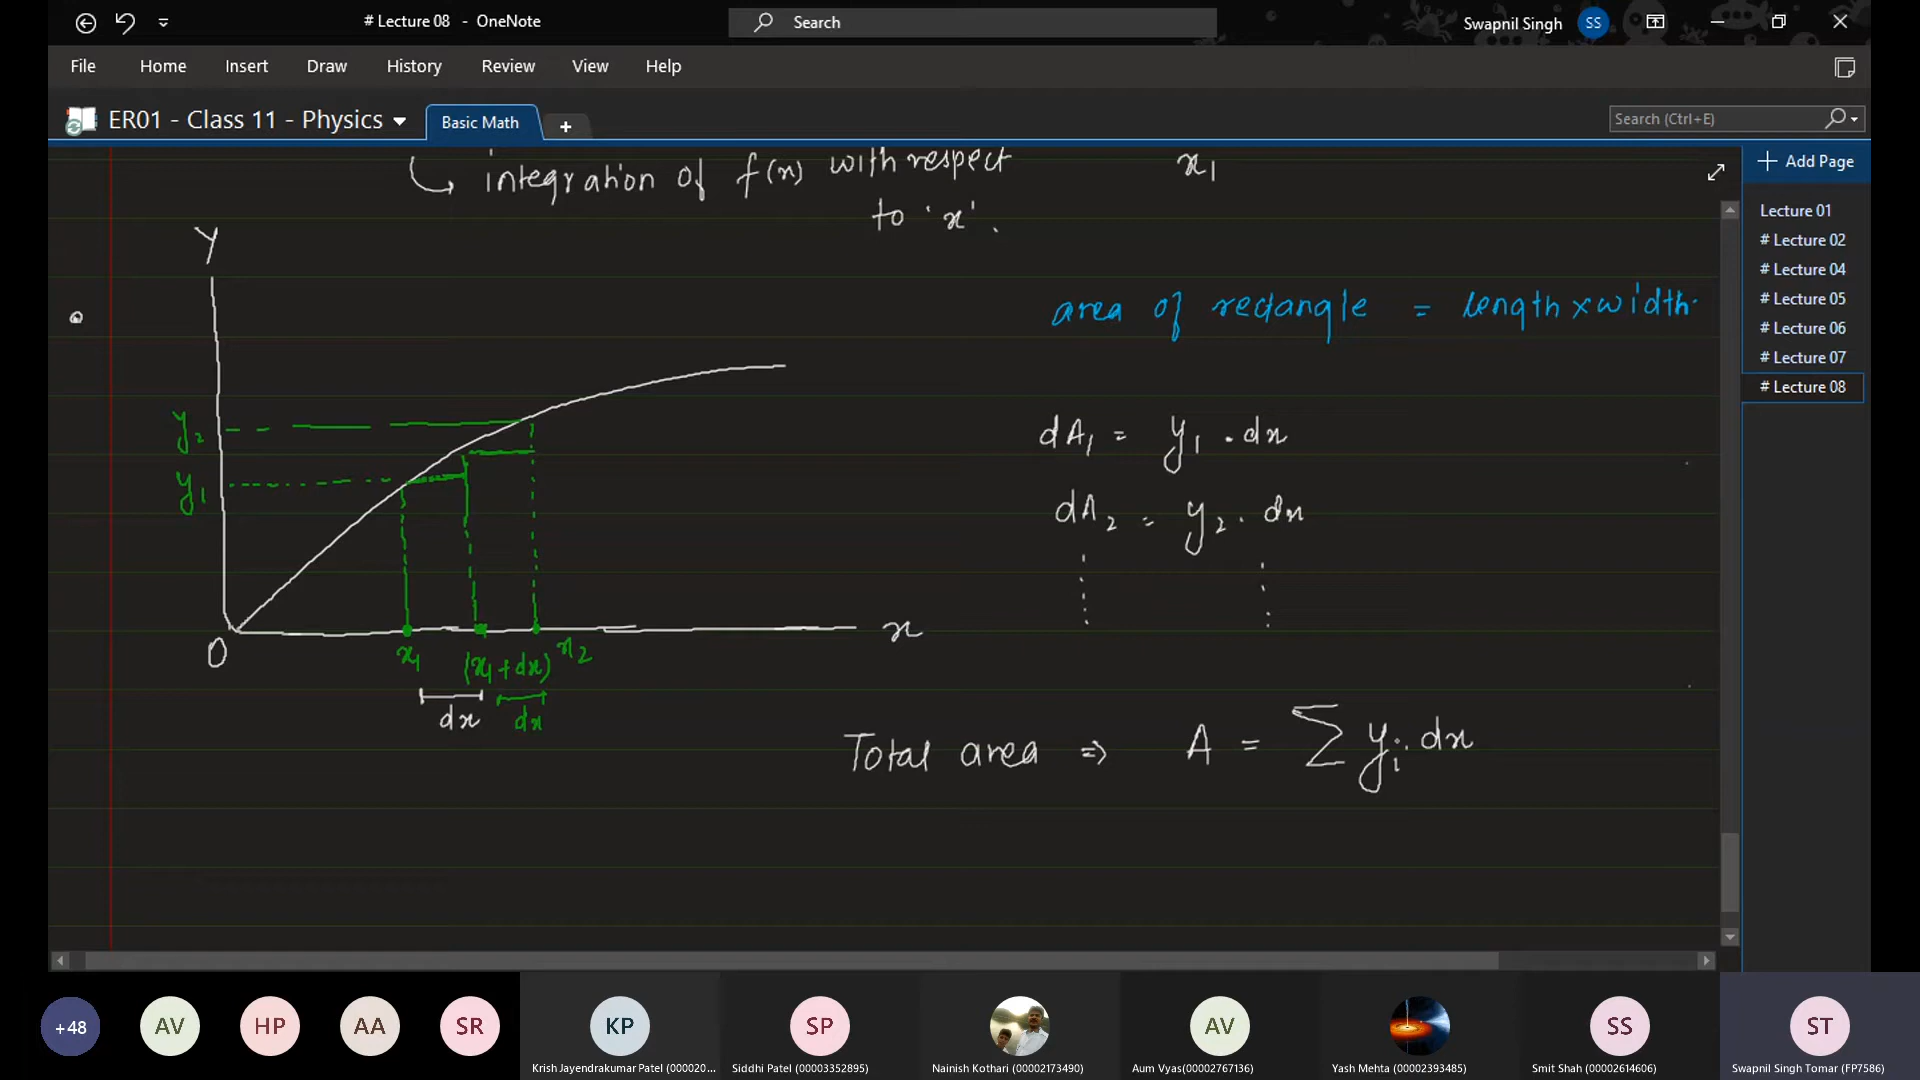 # Lecture 08 - OneNote
Search
Swapnil Singh
SS
File Home Insert Draw History Review View Help
ER01 - Class 11 - Physics
Basic Math
+
Search (Ctrl+E)
Add Page
Lecture 01
# Lecture 02
# Lecture 04
# Lecture 05
# Lecture 06
# Lecture 07
# Lecture 08
integration of f(x) with respect x₁
to 'x'.
Y
area of rectangle = length × width.
y₂
y₁
dA₁ = y₁ . dx
dA₂ = y₂ . dx
O
x
x₁ (x₁ + dx) x₂
dx dx
Total area ⇒ A = Σ yᵢ . dx
+48 AV HP AA SR KP SP AV SS ST
Krish Jayendrakumar Patel (000020... Siddhi Patel (00003352895) Nainish Kothari (00002173490) Aum Vyas(00002767136) Yash Mehta (00002393485) Smit Shah (00002614606) Swapnil Singh Tomar (FP7586)